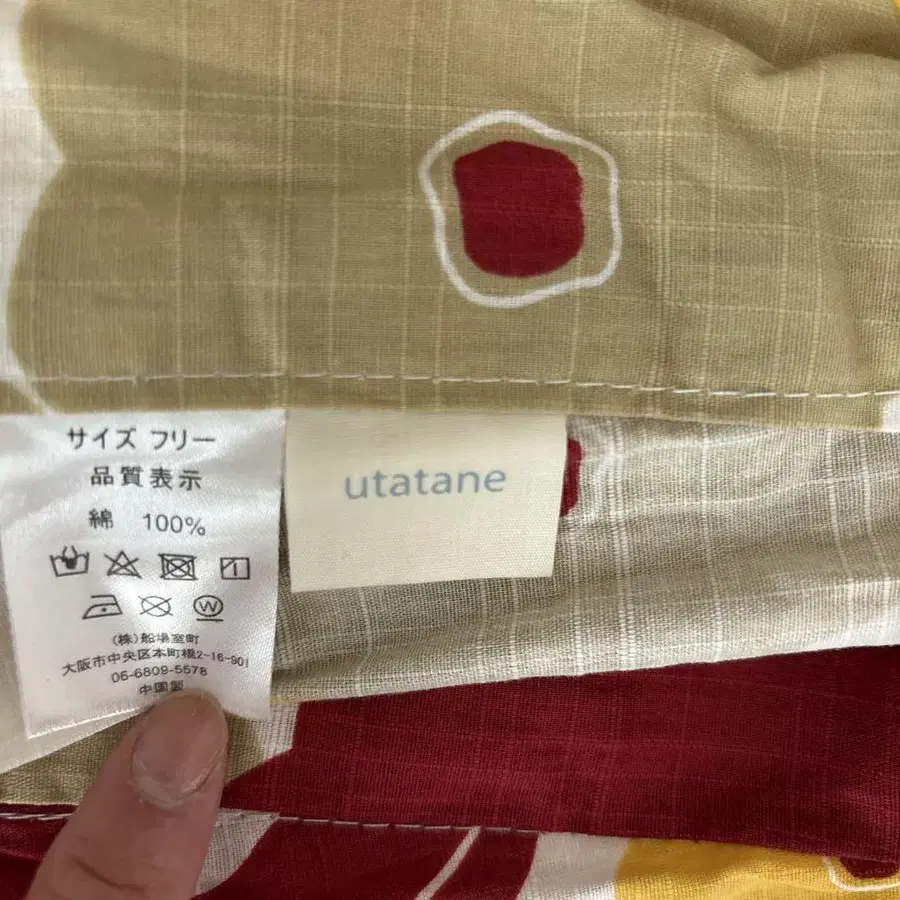 サイズ フリー
品質表示
綿 100%
W
(株)船場室町
大阪市中央区本町橋2-16-901
06-6809-5578
中国製
utatane